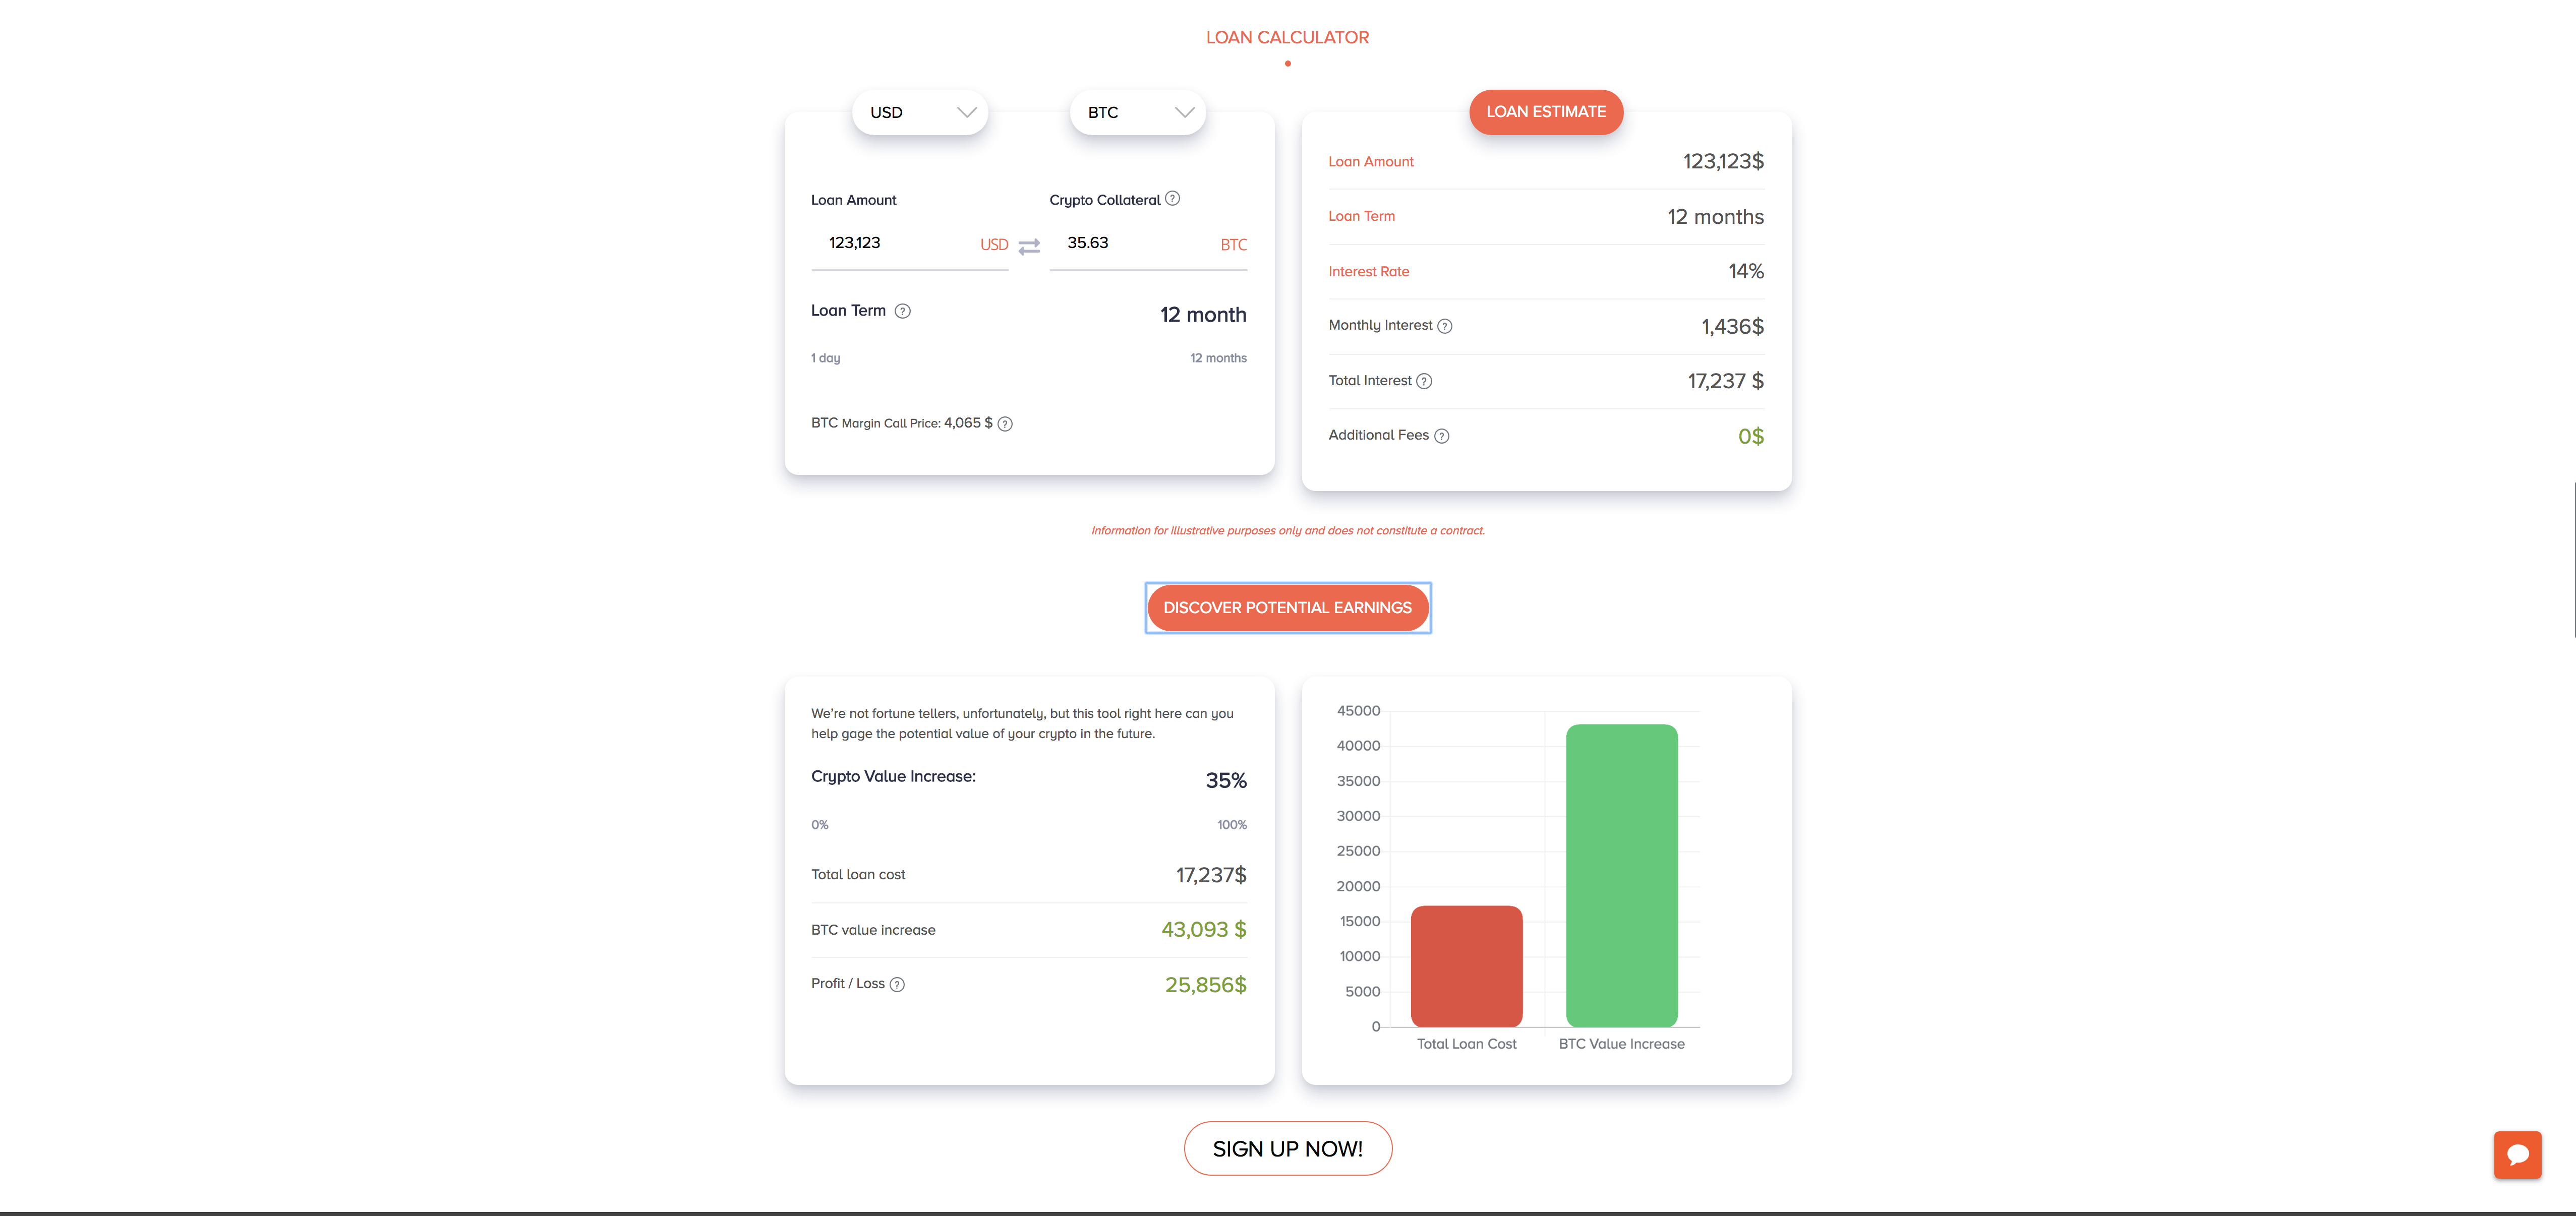 LOAN CALCULATOR
USD
BTC
Loan Amount
Crypto Collateral ?
123,123 USD
35.63 BTC
Loan Term ? 12 month
1 day 12 months
BTC Margin Call Price: 4,065 $ ?
LOAN ESTIMATE
Loan Amount 123,123$
Loan Term 12 months
Interest Rate 14%
Monthly Interest ? 1,436$
Total Interest ? 17,237 $
Additional Fees ? 0$
Information for illustrative purposes only and does not constitute a contract.
DISCOVER POTENTIAL EARNINGS
We're not fortune tellers, unfortunately, but this tool right here can you
help gage the potential value of your crypto in the future.
Crypto Value Increase: 35%
0% 100%
Total loan cost 17,237$
BTC value increase 43,093 $
Profit / Loss ? 25,856$
45000
40000
35000
30000
25000
20000
15000
10000
5000
0
Total Loan Cost BTC Value Increase
SIGN UP NOW!